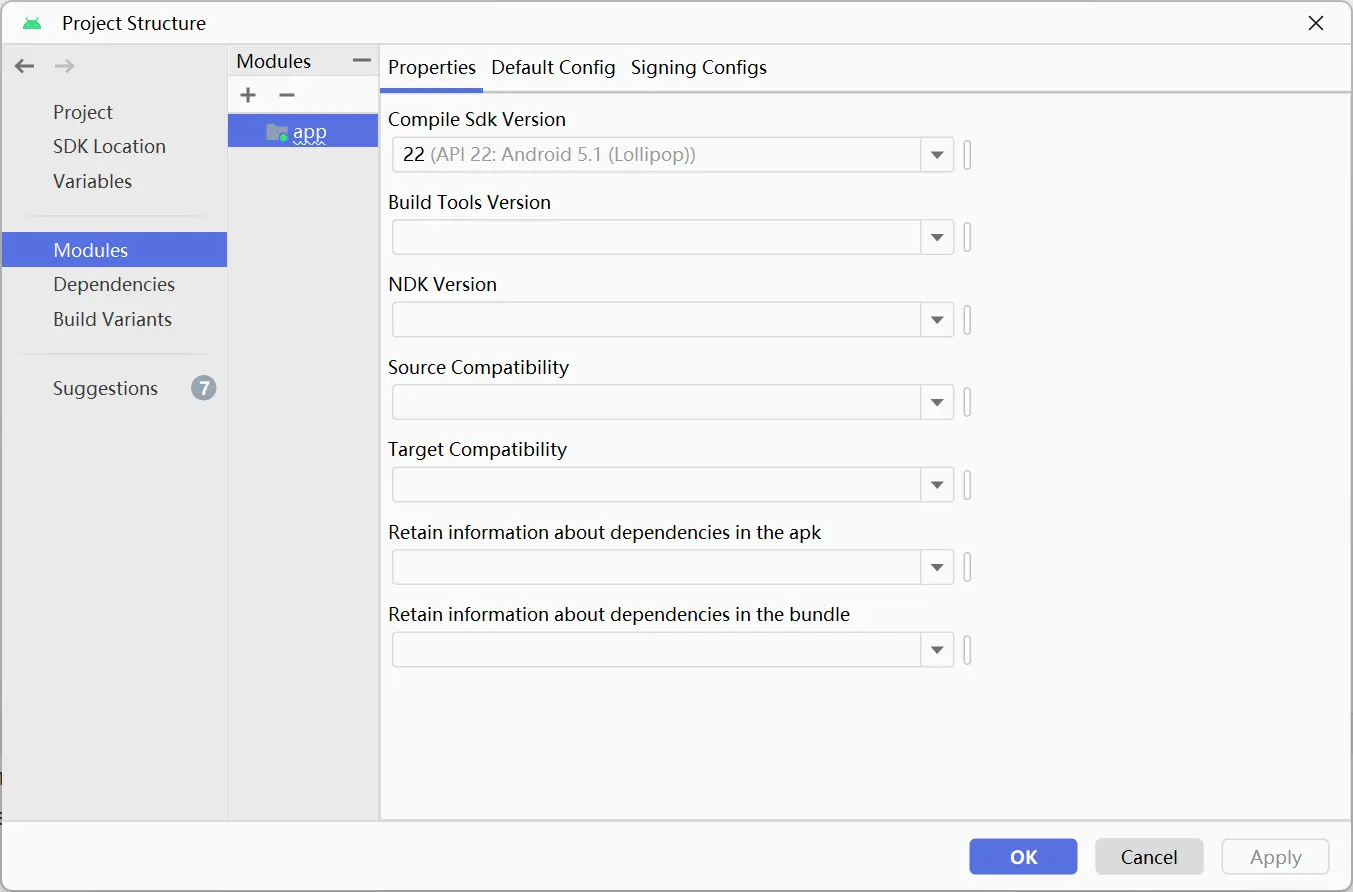 Project Structure
Project
SDK Location
Variables
Modules
Dependencies
Build Variants
Suggestions 7
Modules
app
Properties Default Config Signing Configs
Compile Sdk Version
22 (API 22: Android 5.1 (Lollipop))
Build Tools Version
NDK Version
Source Compatibility
Target Compatibility
Retain information about dependencies in the apk
Retain information about dependencies in the bundle
OK Cancel Apply